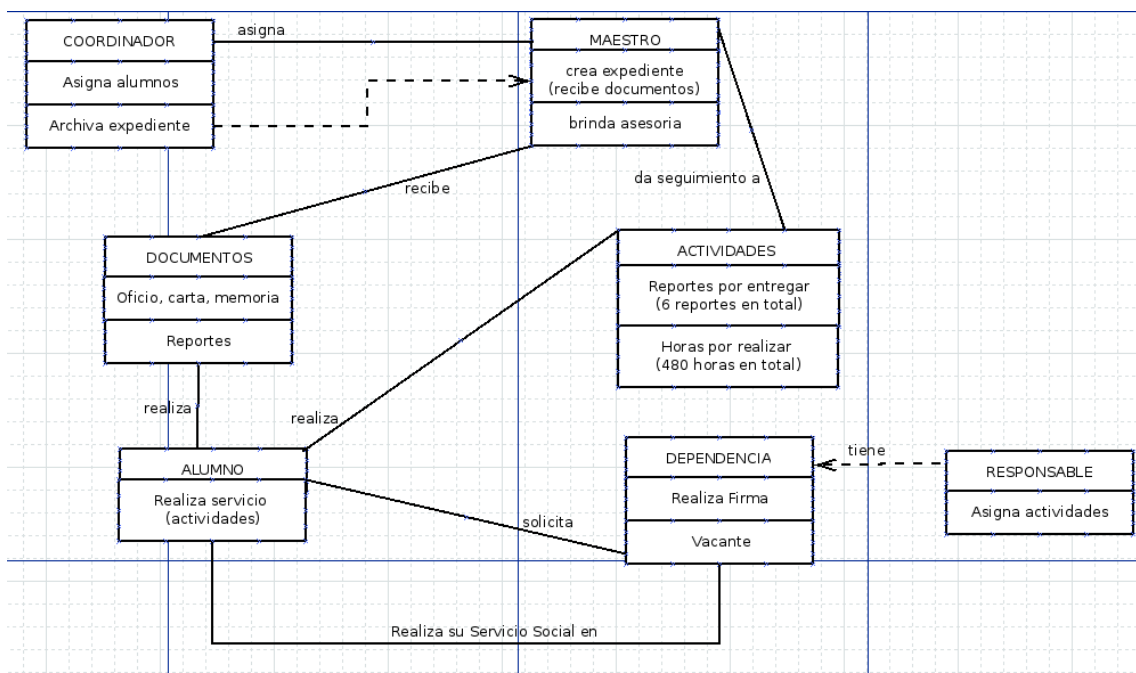 COORDINADOR
Asigna alumnos
Archiva expediente
asigna
MAESTRO
crea expediente
(recibe documentos)
brinda asesoria
recibe
da seguimiento a
DOCUMENTOS
Oficio, carta, memoria
Reportes
ACTIVIDADES
Reportes por entregar
(6 reportes en total)
Horas por realizar
(480 horas en total)
realiza
realiza
ALUMNO
Realiza servicio
(actividades)
solicita
DEPENDENCIA
Realiza Firma
Vacante
tiene
RESPONSABLE
Asigna actividades
Realiza su Servicio Social en